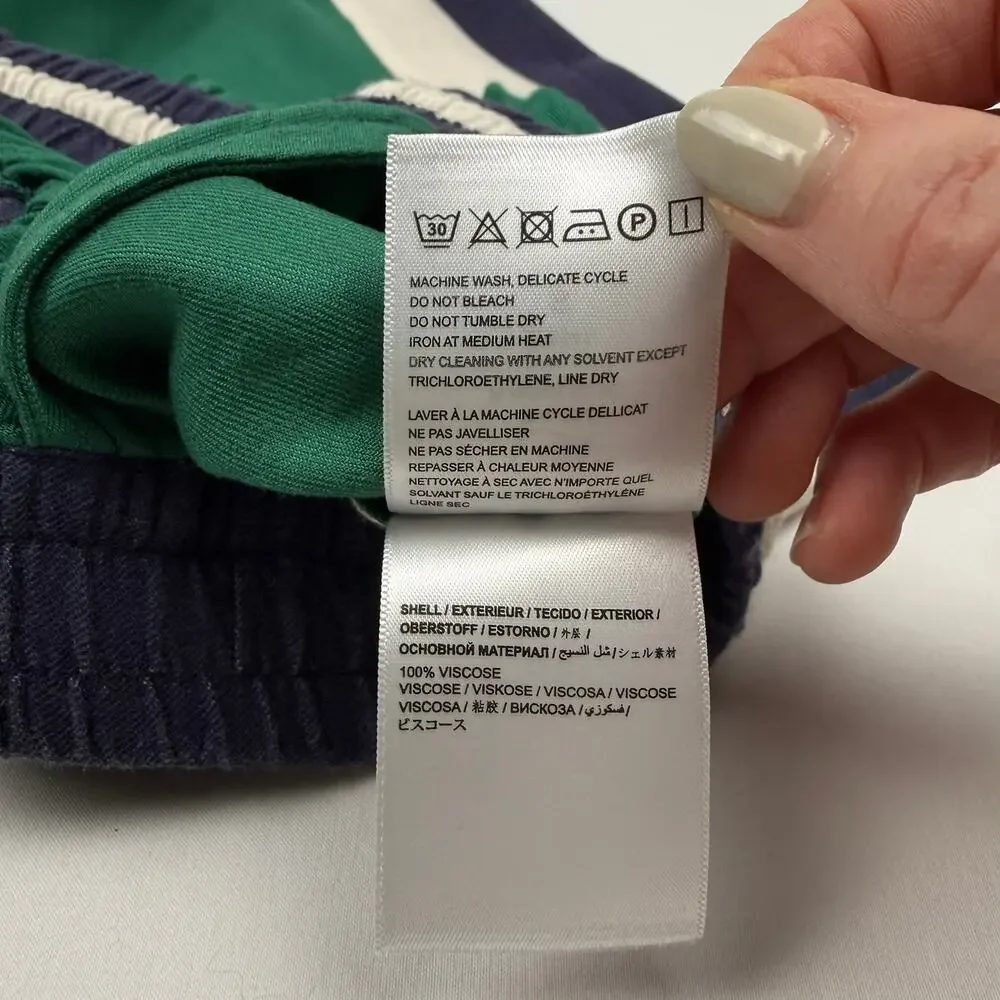 30 P
MACHINE WASH, DELICATE CYCLE
DO NOT BLEACH
DO NOT TUMBLE DRY
IRON AT MEDIUM HEAT
DRY CLEANING WITH ANY SOLVENT EXCEPT
TRICHLOROETHYLENE, LINE DRY
LAVER À LA MACHINE CYCLE DELLICAT
NE PAS JAVELLISER
NE PAS SÉCHER EN MACHINE
REPASSER À CHALEUR MOYENNE
NETTOYAGE À SEC AVEC N'IMPORTE QUEL
SOLVANT SAUF LE TRICHLOROÉTHYLÉNE
LIGNE SEC
SHELL / EXTERIEUR / TECIDO / EXTERIOR /
OBERSTOFF / ESTORNO / 外层 /
ОСНОВНОЙ МАТЕРИАЛ / شل النسيج / シェル素材
100% VISCOSE
VISCOSE / VISKOSE / VISCOSA / VISCOSE
VISCOSA / 粘胶 / ВИСКОЗА / فسكوزي /
ビスコース